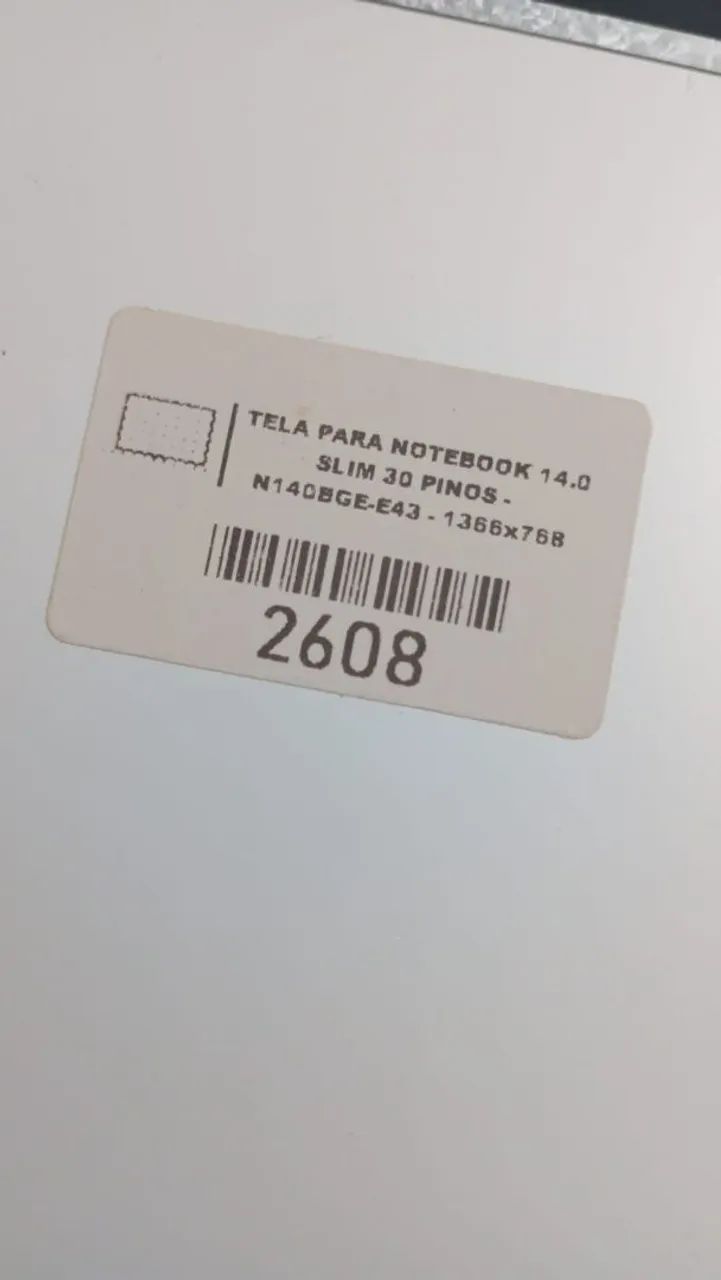 TELA PARA NOTEBOOK 14.0
SLIM 30 PINOS -
N140BGE-E43 - 1366x768
2608